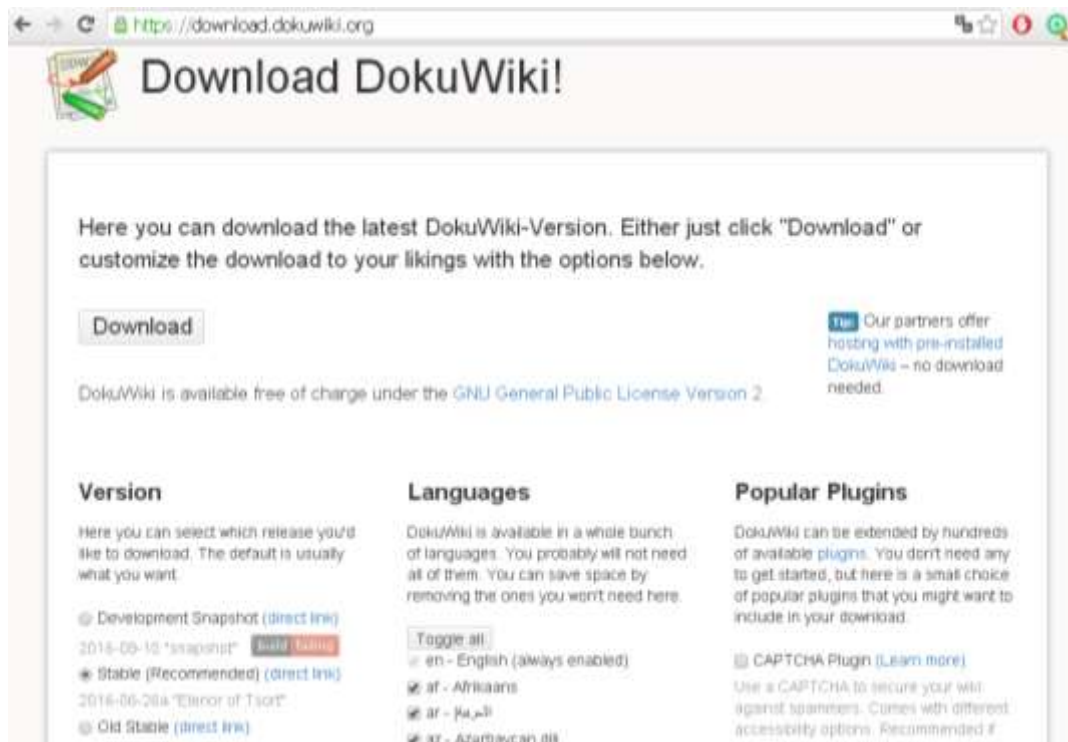 https://download.dokuwiki.org
Download DokuWiki!
Here you can download the latest DokuWiki-Version. Either just click "Download" or
customize the download to your likings with the options below.
Download
Tip: Our partners offer
hosting with pre-installed
DokuWiki – no download
needed.
DokuWiki is available free of charge under the GNU General Public License Version 2.
Version
Here you can select which release you'd
like to download. The default is usually
what you want.
Development Snapshot (direct link)
2016-09-10 "snapshot" build failing
Stable (Recommended) (direct link)
2016-06-26a "Elenor of Tsort"
Old Stable (direct link)
Languages
DokuWiki is available in a whole bunch
of languages. You probably will not need
all of them. You can save space by
removing the ones you won't need here.
Toggle all
en - English (always enabled)
af - Afrikaans
ar - العربية
az - Azərbaycan dili
Popular Plugins
DokuWiki can be extended by hundreds
of available plugins. You don't need any
to get started, but here is a small choice
of popular plugins that you might want to
include in your download.
CAPTCHA Plugin (Learn more)
Use a CAPTCHA to secure your wiki
against spammers. Comes with different
accessibility options. Recommended if